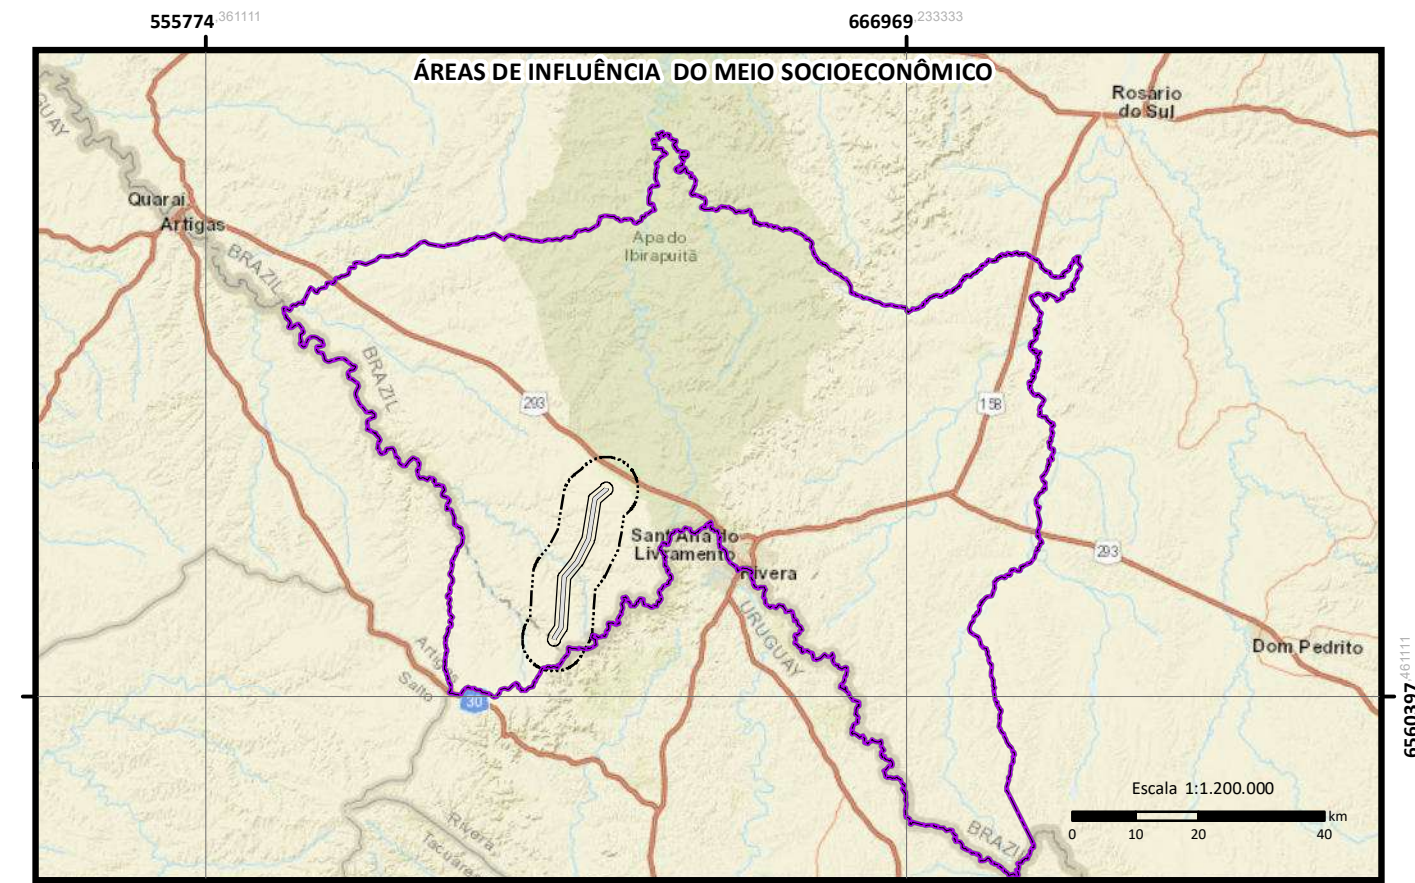 555774,361111
666969,233333
ÁREAS DE INFLUÊNCIA DO MEIO SOCIOECONÔMICO
Rosário
do Sul
GUAY
Quarai
Artigas
BRAZIL
Apa do
Ibirapuitã
BRAZIL
293
158
Sant'Ana do
Livramento
Rivera
293
URUGUAY
Artigas
Salto
Dom Pedrito
30
6560397,461111
Escala 1:1.200.000
km
0 10 20 40
Rivera
Tacuare
BRAZIL